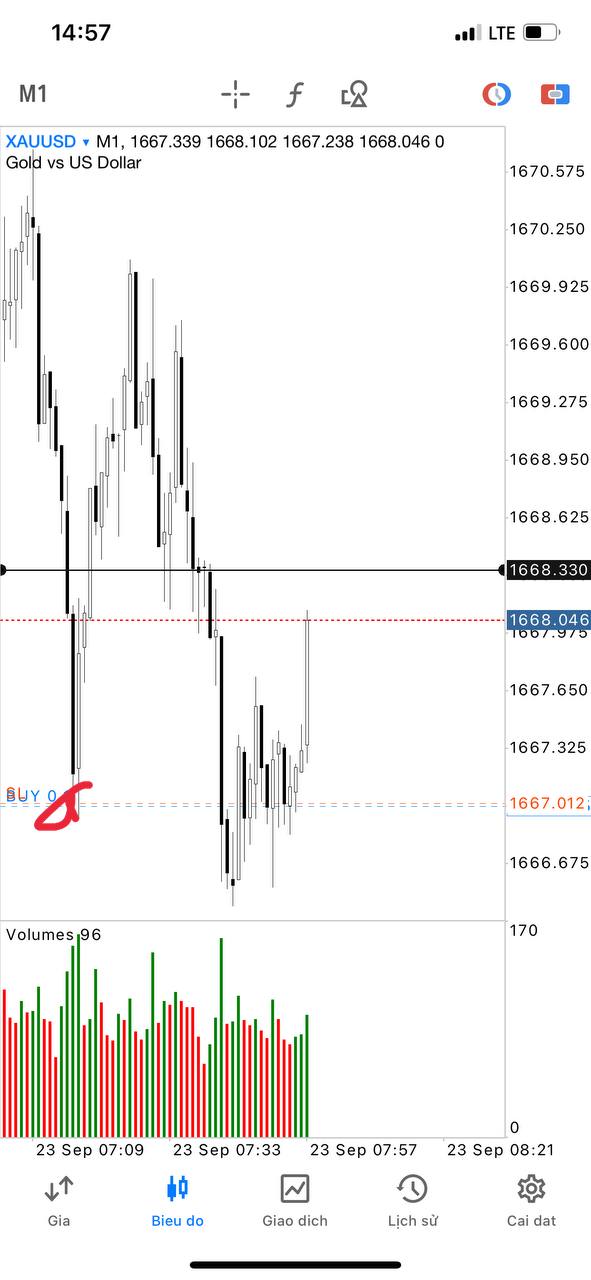 14:57
LTE
M1
XAUUSD ▾ M1, 1667.339 1668.102 1667.238 1668.046 0
Gold vs US Dollar
1670.575
1670.250
1669.925
1669.600
1669.275
1668.950
1668.625
1668.330
1668.046
1667.975
1667.650
1667.325
SL
BUY 0
1667.012
1666.675
Volumes 96
170
0
23 Sep 07:09
23 Sep 07:33
23 Sep 07:57
23 Sep 08:21
Gia
Bieu do
Giao dich
Lịch sử
Cai dat